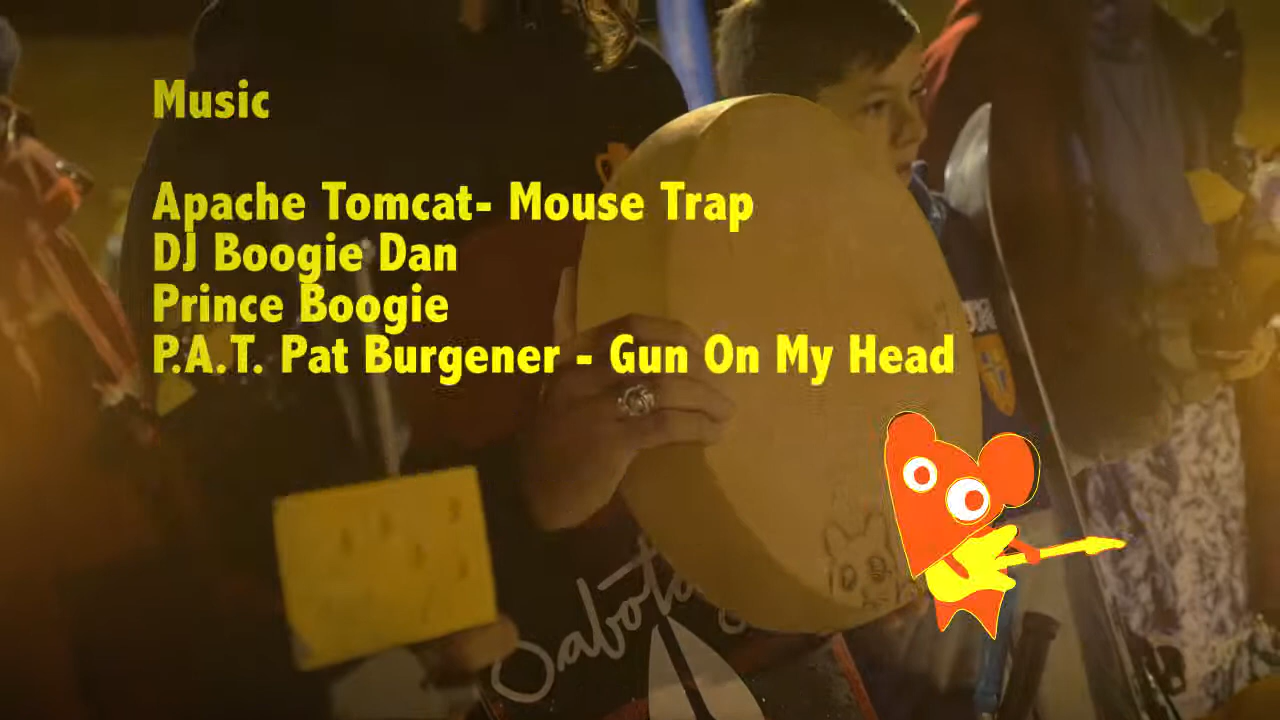 Music
Apache Tomcat- Mouse Trap
DJ Boogie Dan
Prince Boogie
P.A.T. Pat Burgener - Gun On My Head